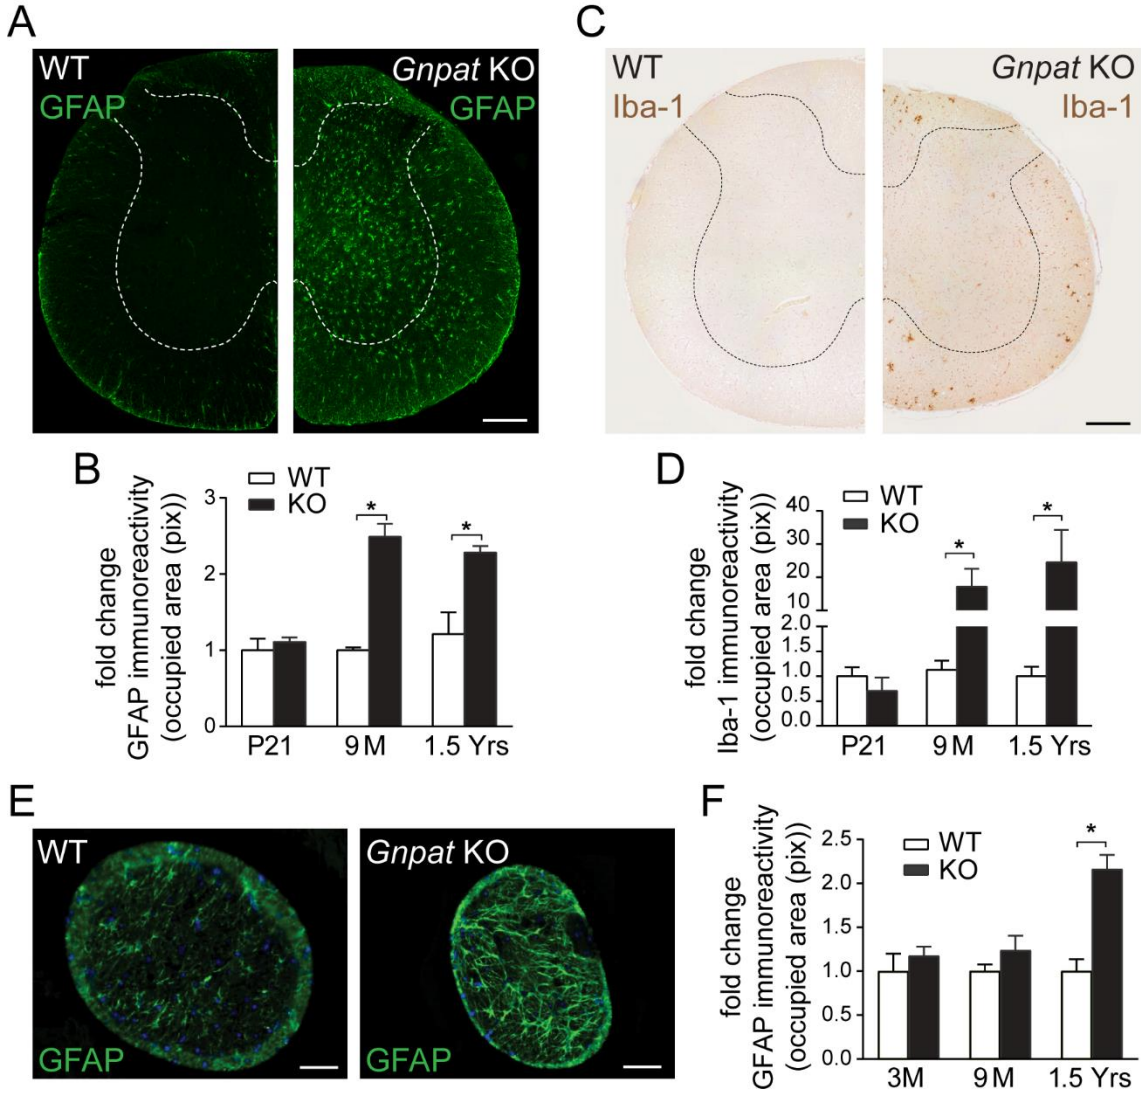 A
WT
GFAP
Gnpat KO
GFAP
C
WT
Iba-1
Gnpat KO
Iba-1
B
fold change
GFAP immunoreactivity
(occupied area (pix))
WT
KO
3
2
1
0
*
*
P21
9M
1.5 Yrs
D
fold change
Iba-1 immunoreactivity
(occupied area (pix))
WT
KO
40
30
20
10
2.0
1.5
1.0
0.5
0.0
*
*
P21
9M
1.5 Yrs
E
WT
GFAP
Gnpat KO
GFAP
F
fold change
GFAP immunoreactivity
(occupied area (pix))
WT
KO
2.5
2.0
1.5
1.0
0.5
0.0
*
3M
9M
1.5 Yrs